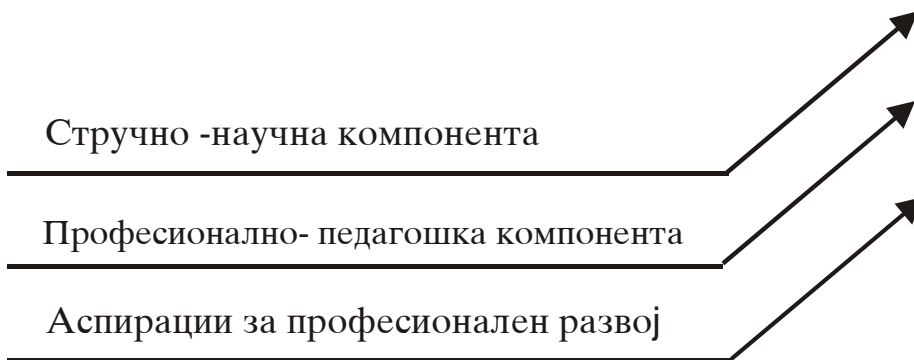 Стручно -научна компонента
Професионално- педагошка компонента
Аспирации за професионален развој